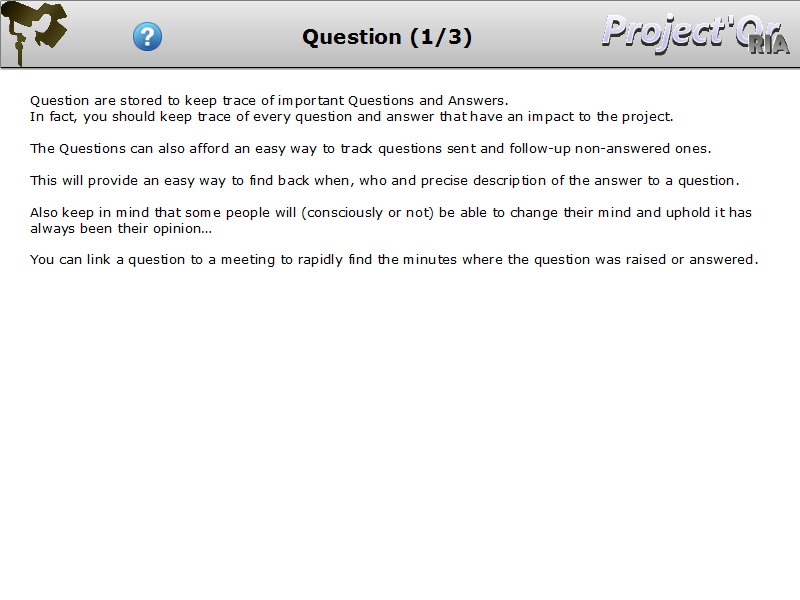 ?
Question (1/3)
Project'Or
RIA
Question are stored to keep trace of important Questions and Answers.
In fact, you should keep trace of every question and answer that have an impact to the project.
The Questions can also afford an easy way to track questions sent and follow-up non-answered ones.
This will provide an easy way to find back when, who and precise description of the answer to a question.
Also keep in mind that some people will (consciously or not) be able to change their mind and uphold it has
always been their opinion...
You can link a question to a meeting to rapidly find the minutes where the question was raised or answered.